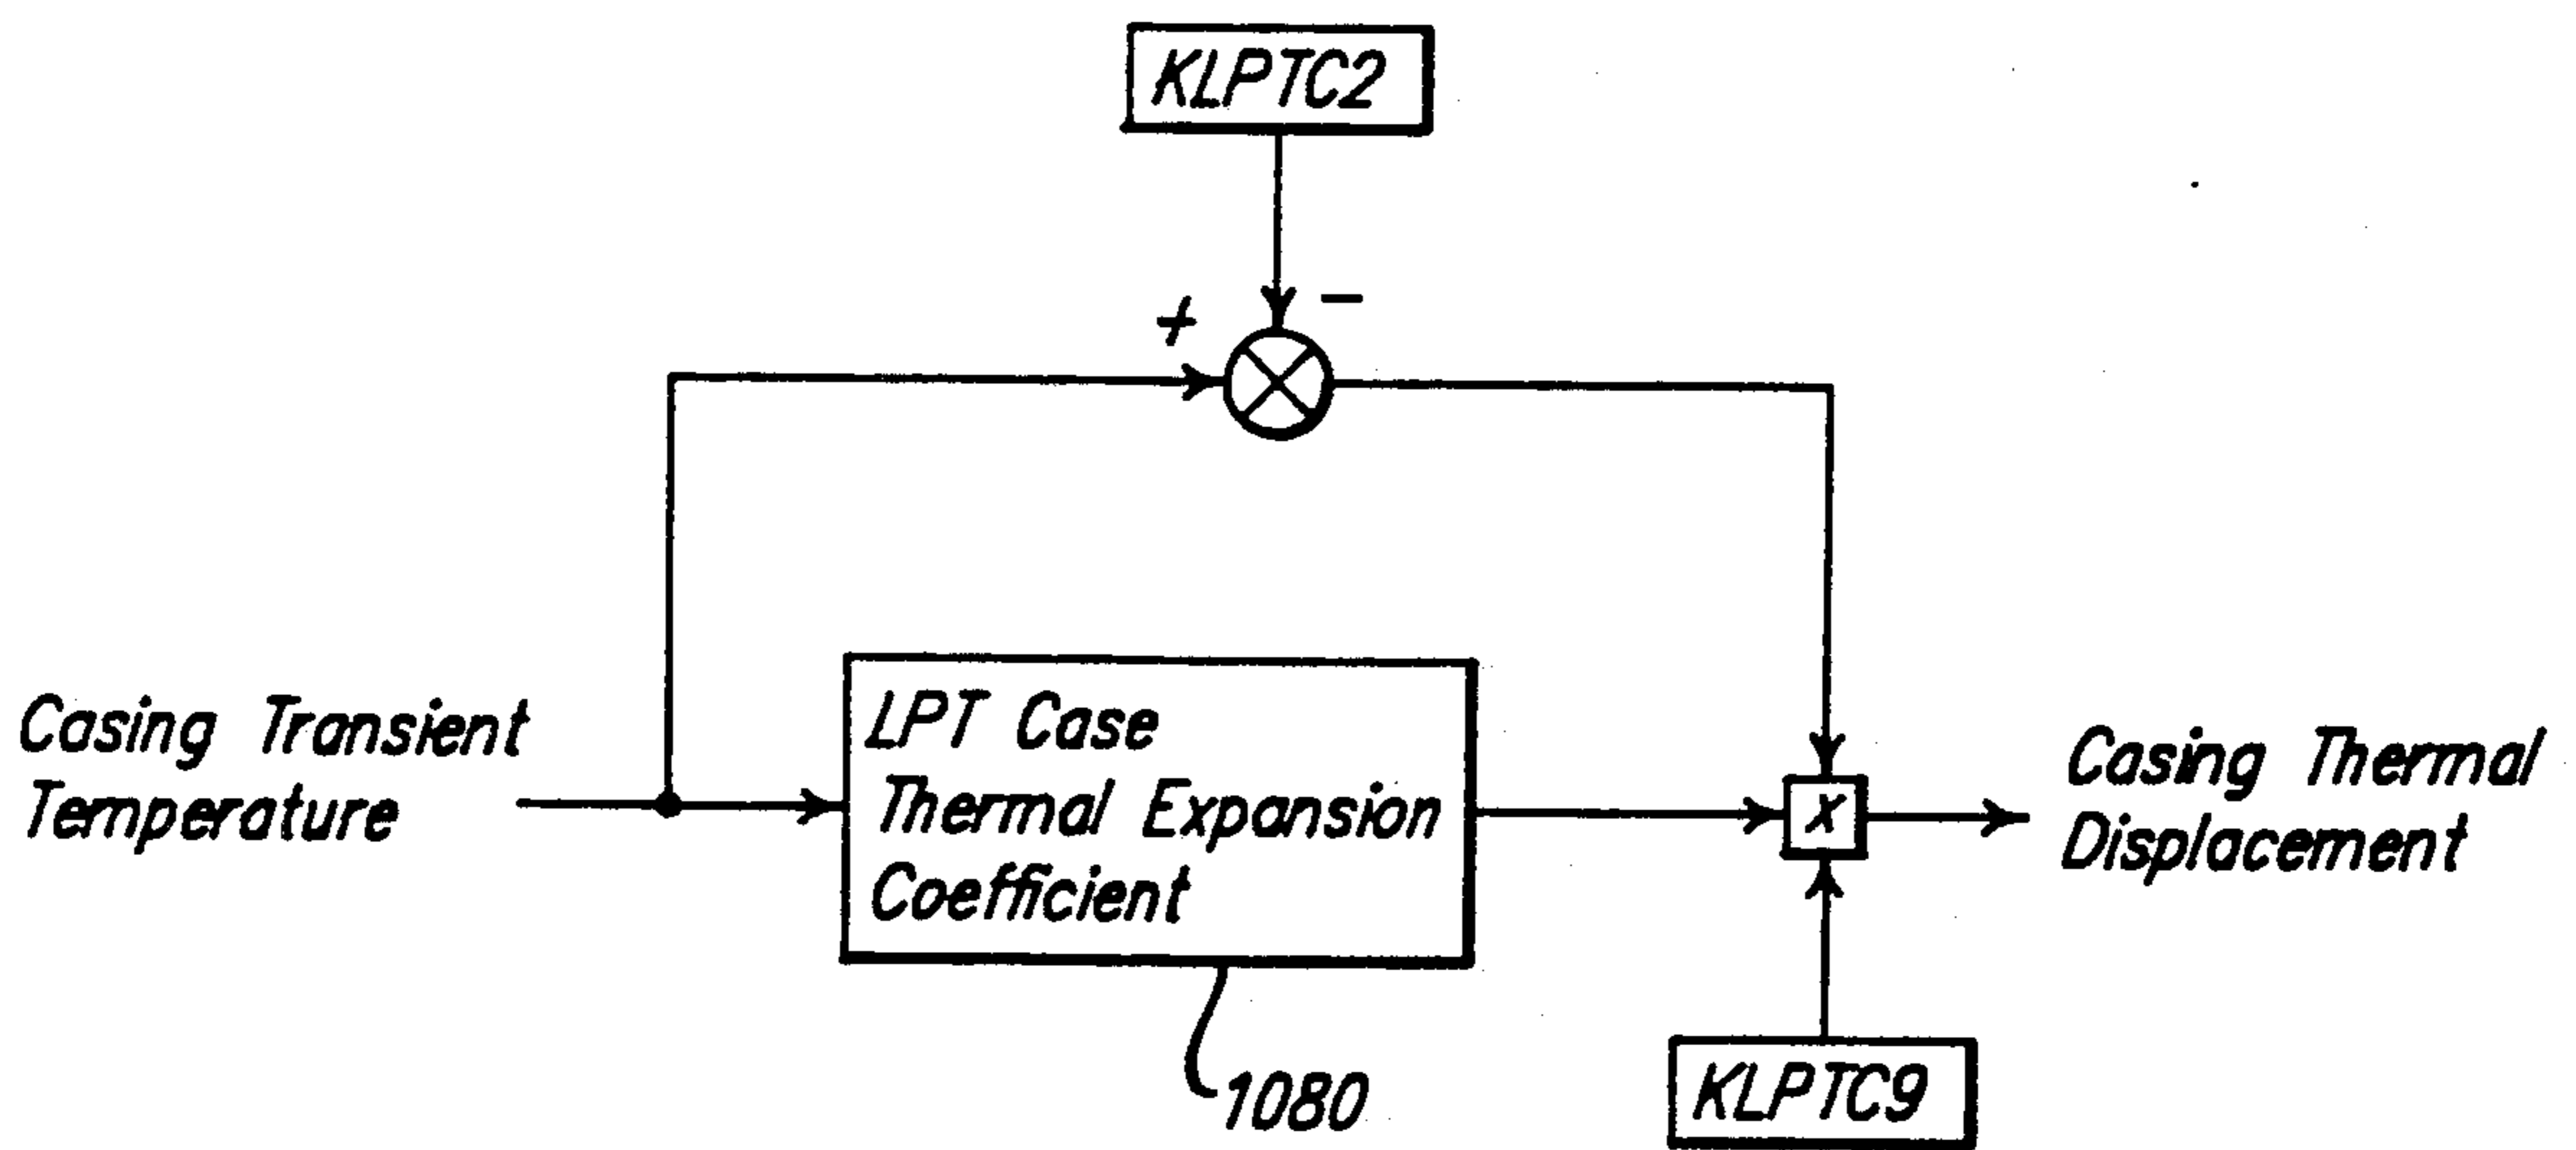 KLPTC2
+
−
Casing Transient
Temperature
LPT Case
Thermal Expansion
Coefficient
X
Casing Thermal
Displacement
1080
KLPTC9